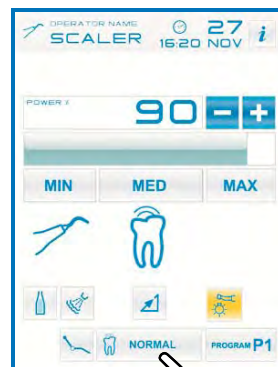 OPERATOR NAME
SCALER
16:20
27
NOV
i
POWER %
90
- +
MIN MED MAX
NORMAL
PROGRAM P1